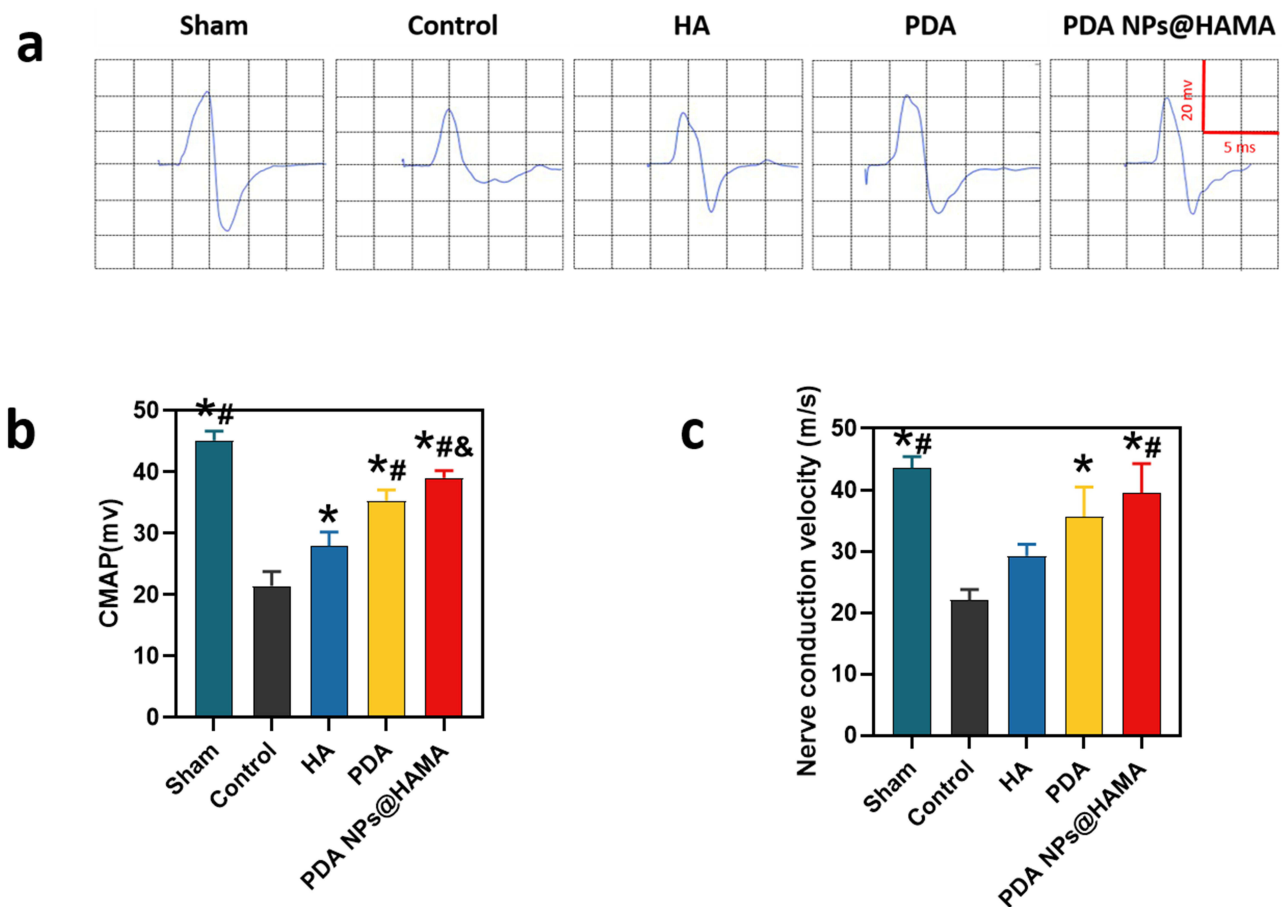 a
Sham
Control
HA
PDA
PDA NPs@HAMA
20 mv
5 ms
b
CMAP(mv)
50
40
30
20
10
0
*#
*
*#
*#&
Sham
Control
HA
PDA
PDA NPs@HAMA
c
Nerve conduction velocity (m/s)
50
40
30
20
10
0
*#
*
*#
Sham
Control
HA
PDA
PDA NPs@HAMA